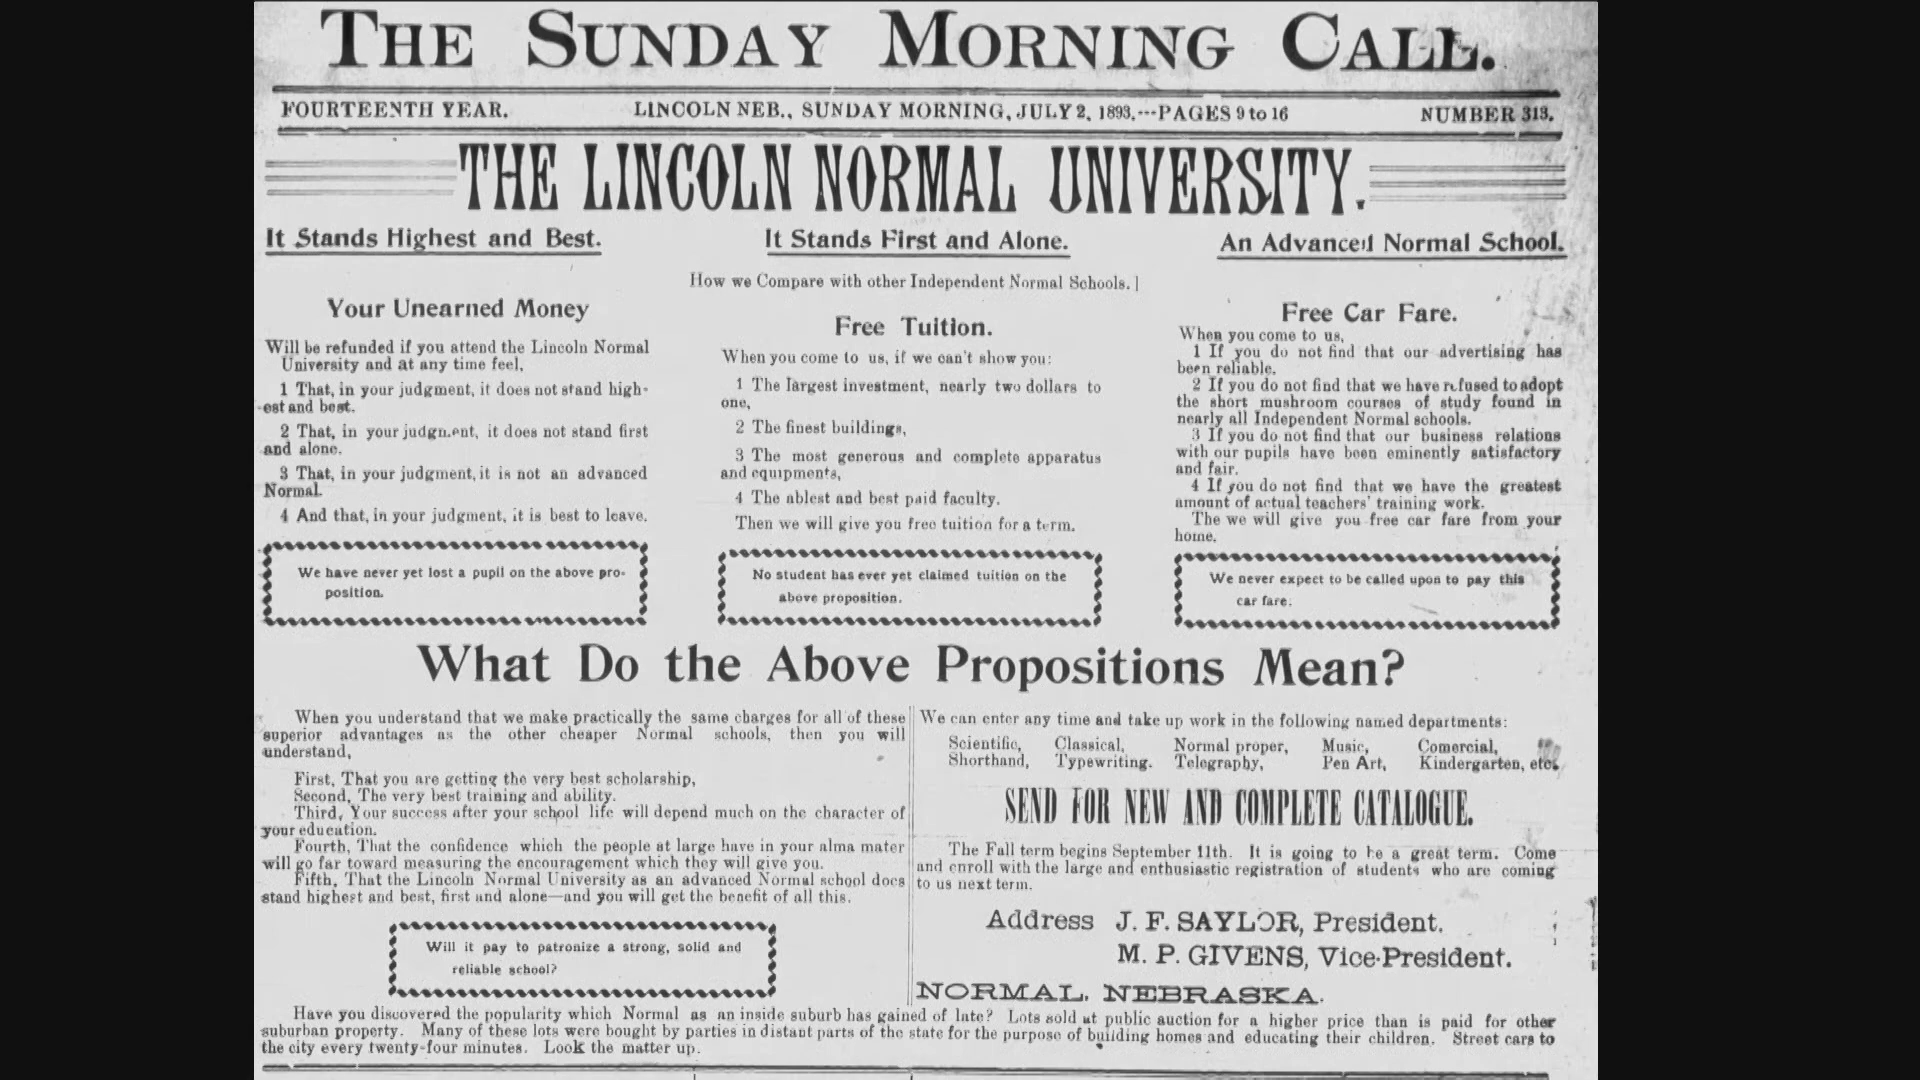 THE SUNDAY MORNING CALL.
FOURTEENTH YEAR. LINCOLN NEB., SUNDAY MORNING, JULY 2, 1893.---PAGES 9 to 16 NUMBER 313.
THE LINCOLN NORMAL UNIVERSITY.
It Stands Highest and Best. It Stands First and Alone. An Advanced Normal School.
How we Compare with other Independent Normal Schools.]
Your Unearned Money
Will be refunded if you attend the Lincoln Normal
University and at any time feel,
1 That, in your judgment, it does not stand high-
est and best.
2 That, in your judgment, it does not stand first
and alone.
3 That, in your judgment, it is not an advanced
Normal.
4 And that, in your judgment, it is best to leave.
We have never yet lost a pupil on the above pro-
position.
Free Tuition.
When you come to us, if we can't show you:
1 The largest investment, nearly two dollars to
one,
2 The finest buildings,
3 The most generous and complete apparatus
and equipments,
4 The ablest and best paid faculty.
Then we will give you free tuition for a term.
No student has ever yet claimed tuition on the
above proposition.
Free Car Fare.
When you come to us,
1 If you do not find that our advertising has
been reliable.
2 If you do not find that we have refused to adopt
the short mushroom courses of study found in
nearly all Independent Normal schools.
3 If you do not find that our business relations
with our pupils have been eminently satisfactory
and fair.
4 If you do not find that we have the greatest
amount of actual teachers' training work.
The we will give you free car fare from your
home.
We never expect to be called upon to pay this
car fare.
What Do the Above Propositions Mean?
When you understand that we make practically the same charges for all of these
superior advantages as the other cheaper Normal schools, then you will
understand,
First, That you are getting the very best scholarship,
Second, The very best training and ability.
Third, Your success after your school life will depend much on the character of
your education.
Fourth, That the confidence which the people at large have in your alma mater
will go far toward measuring the encouragement which they will give you.
Fifth, That the Lincoln Normal University as an advanced Normal school does
stand highest and best, first and alone—and you will get the benefit of all this.
Will it pay to patronize a strong, solid and
reliable school?
We can enter any time and take up work in the following named departments:
Scientific, Classical, Normal proper, Music, Comercial,
Shorthand, Typewriting. Telegraphy, Pen Art, Kindergarten, etc.
SEND FOR NEW AND COMPLETE CATALOGUE.
The Fall term begins September 11th. It is going to be a great term. Come
and enroll with the large and enthusiastic registration of students who are coming
to us next term.
Address J. F. SAYLOR, President.
M. P. GIVENS, Vice-President.
NORMAL, NEBRASKA.
Have you discovered the popularity which Normal as an inside suburb has gained of late? Lots sold at public auction for a higher price than is paid for other
suburban property. Many of these lots were bought by parties in distant parts of the state for the purpose of building homes and educating their children. Street cars to
the city every twenty-four minutes. Look the matter up.